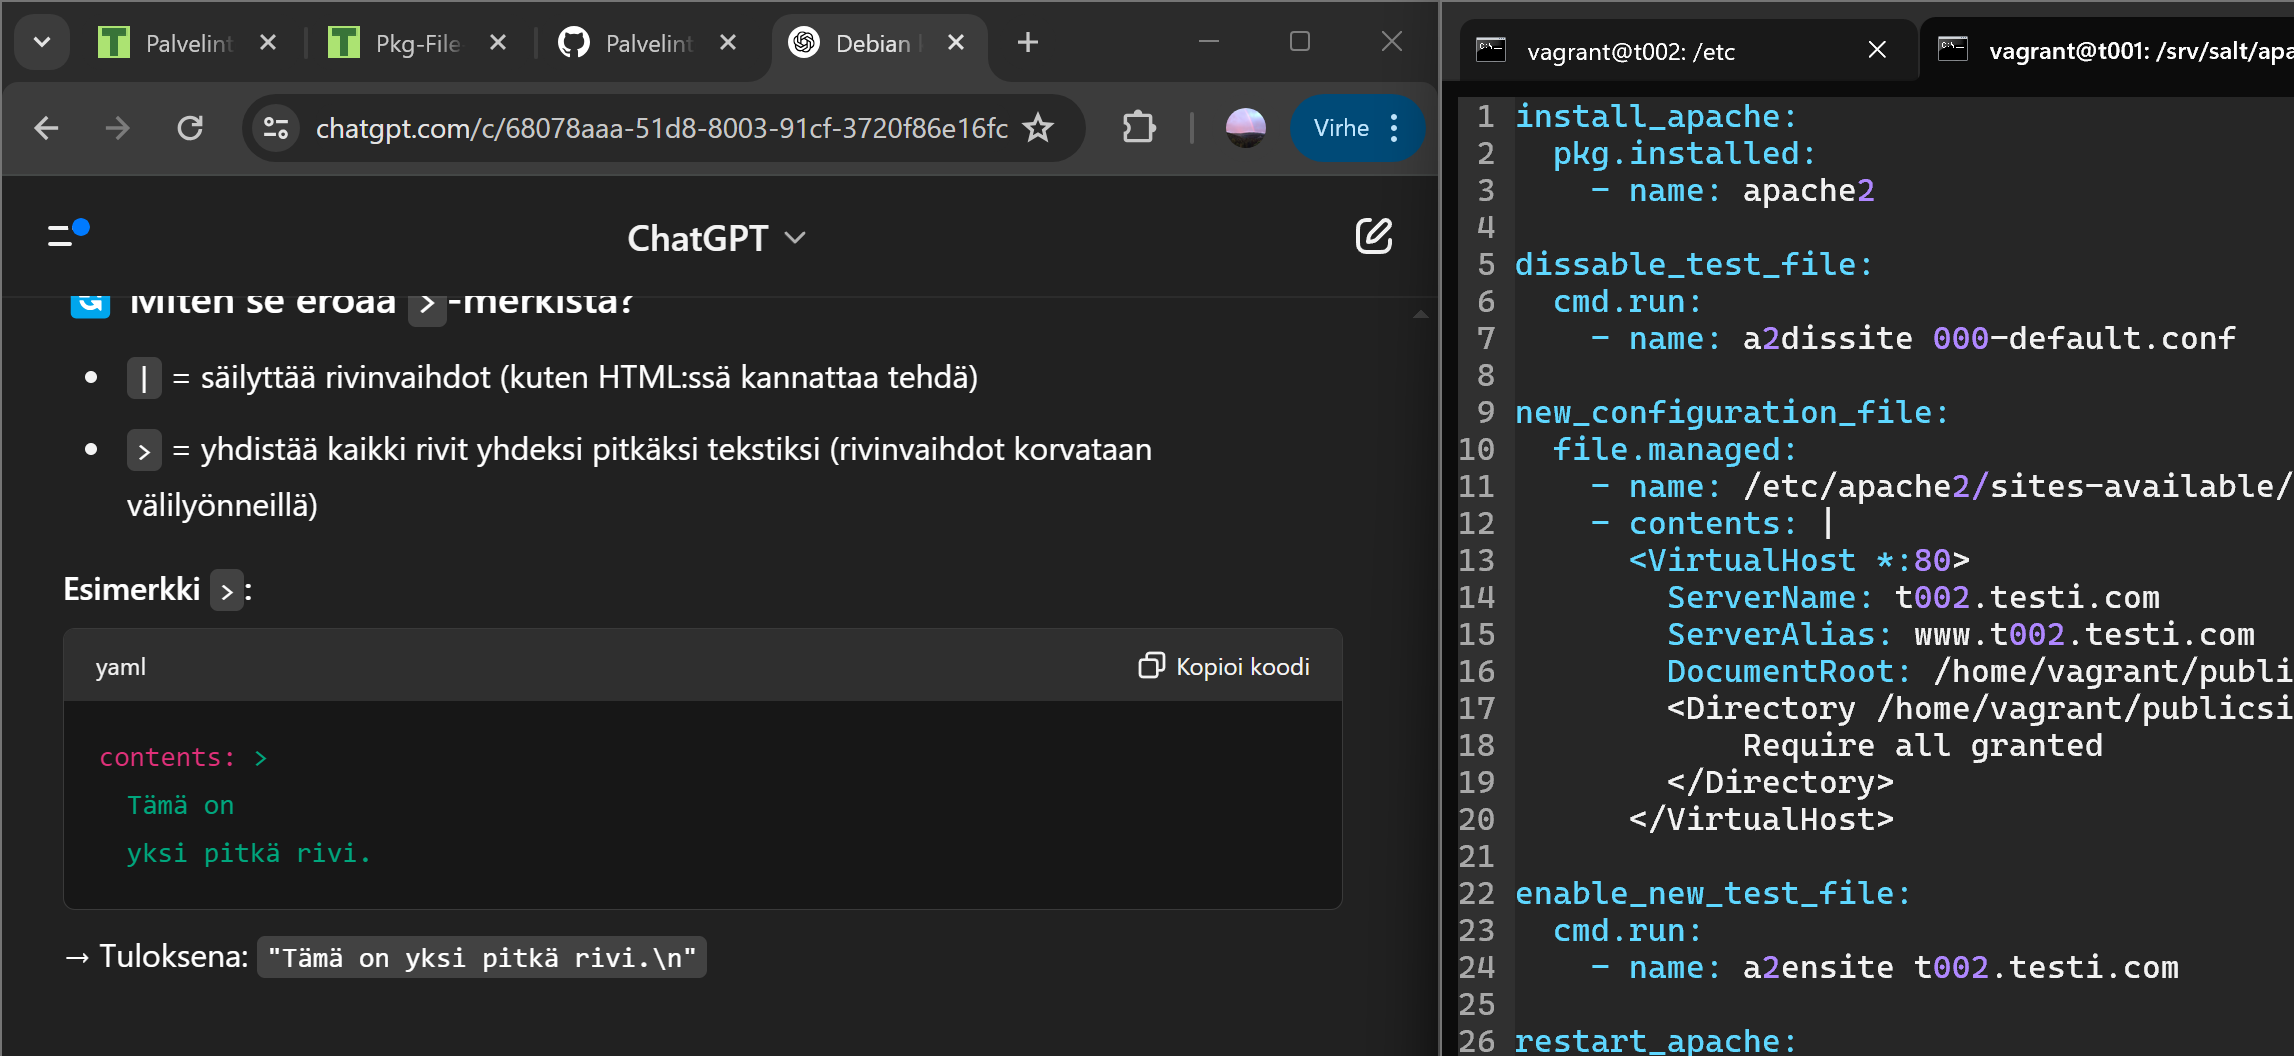 Palvelint
Pkg-File
Palvelint
Debian
chatgpt.com/c/68078aaa-51d8-8003-91cf-3720f86e16fc
Virhe
ChatGPT
Miten se eroaa >-merkistä?
| = säilyttää rivinvaihdot (kuten HTML:ssä kannattaa tehdä)
> = yhdistää kaikki rivit yhdeksi pitkäksi tekstiksi (rivinvaihdot korvataan
välilyönneillä)
Esimerkki >:
yaml
Kopioi koodi
contents: >
Tämä on
yksi pitkä rivi.
→ Tuloksena: "Tämä on yksi pitkä rivi.\n"
vagrant@t002: /etc
vagrant@t001: /srv/salt/apa
1 install_apache:
2 pkg.installed:
3 - name: apache2
4
5 dissable_test_file:
6 cmd.run:
7 - name: a2dissite 000-default.conf
8
9 new_configuration_file:
10 file.managed:
11 - name: /etc/apache2/sites-available/
12 - contents: |
13 <VirtualHost *:80>
14 ServerName: t002.testi.com
15 ServerAlias: www.t002.testi.com
16 DocumentRoot: /home/vagrant/publi
17 <Directory /home/vagrant/publicsi
18 Require all granted
19 </Directory>
20 </VirtualHost>
21
22 enable_new_test_file:
23 cmd.run:
24 - name: a2ensite t002.testi.com
25
26 restart_apache: